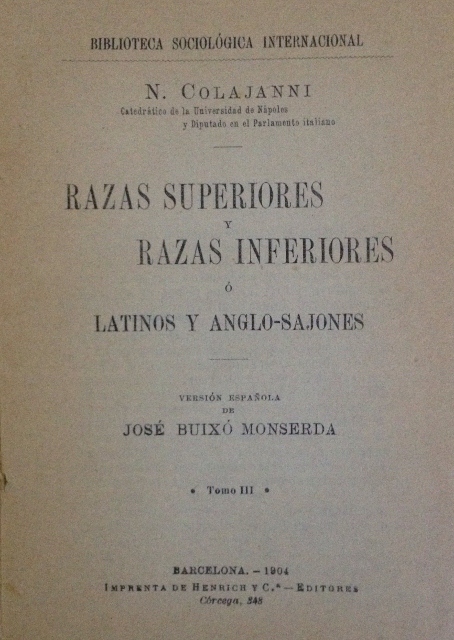 BIBLIOTECA SOCIOLÓGICA INTERNACIONAL
N. COLAJANNI
Catedrático de la Universidad de Nápoles
y Diputado en el Parlamento italiano
RAZAS SUPERIORES
Y
RAZAS INFERIORES
Ó
LATINOS Y ANGLO-SAJONES
VERSIÓN ESPAÑOLA
DE
JOSÉ BUIXÓ MONSERDA
• Tomo III •
BARCELONA. – 1904
IMPRENTA DE HENRICH Y C.ª – EDITORES
Córcega, 348